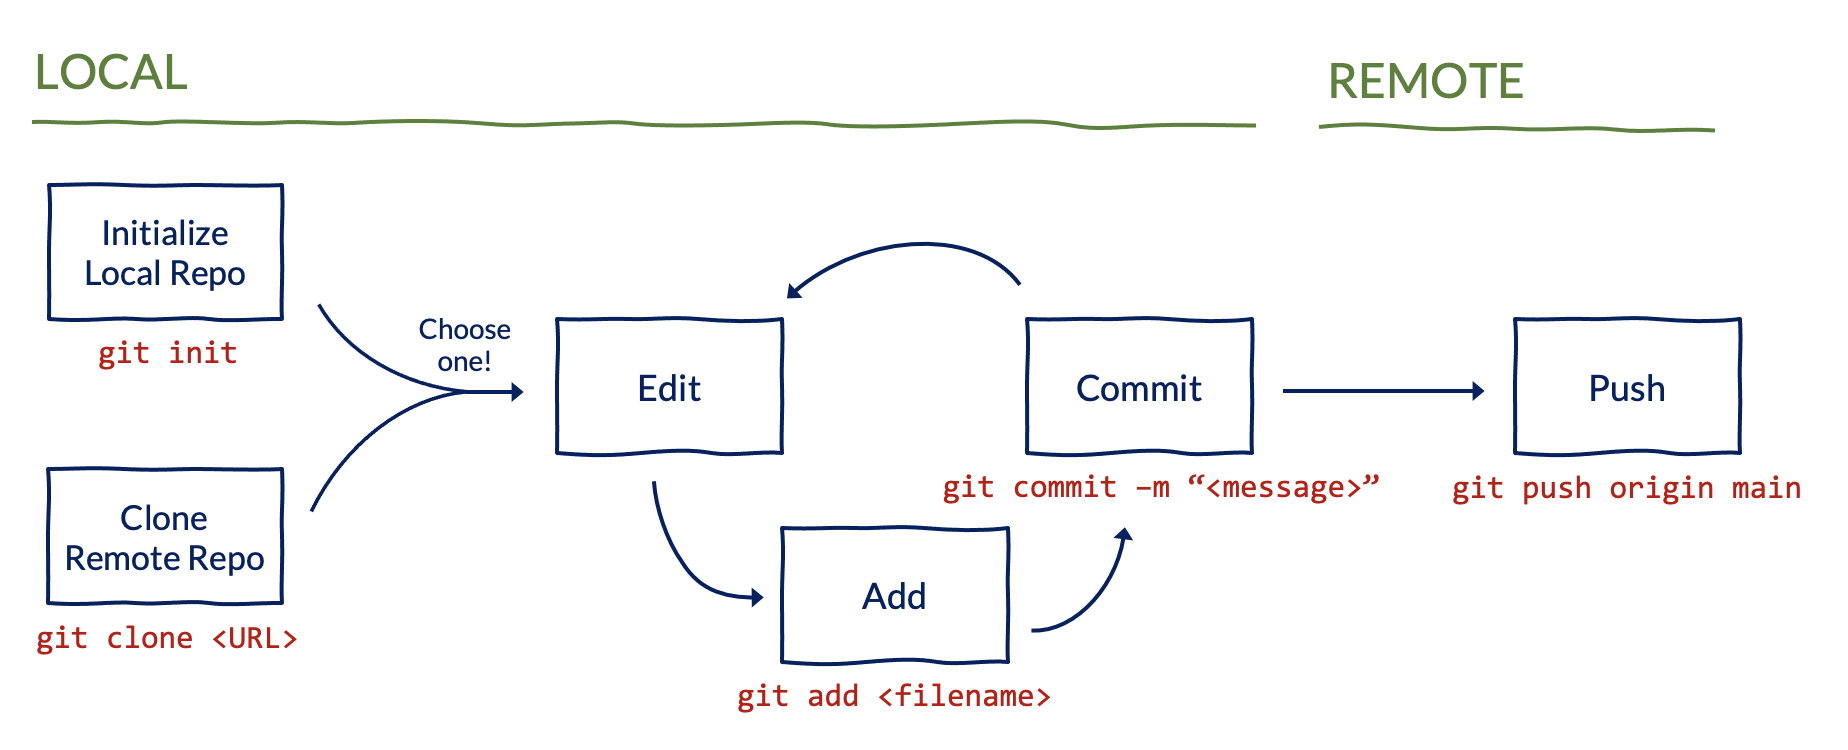 LOCAL
REMOTE
Initialize
Local Repo
git init
Choose
one!
Edit
Commit
Push
git commit –m “<message>”
git push origin main
Clone
Remote Repo
git clone <URL>
Add
git add <filename>